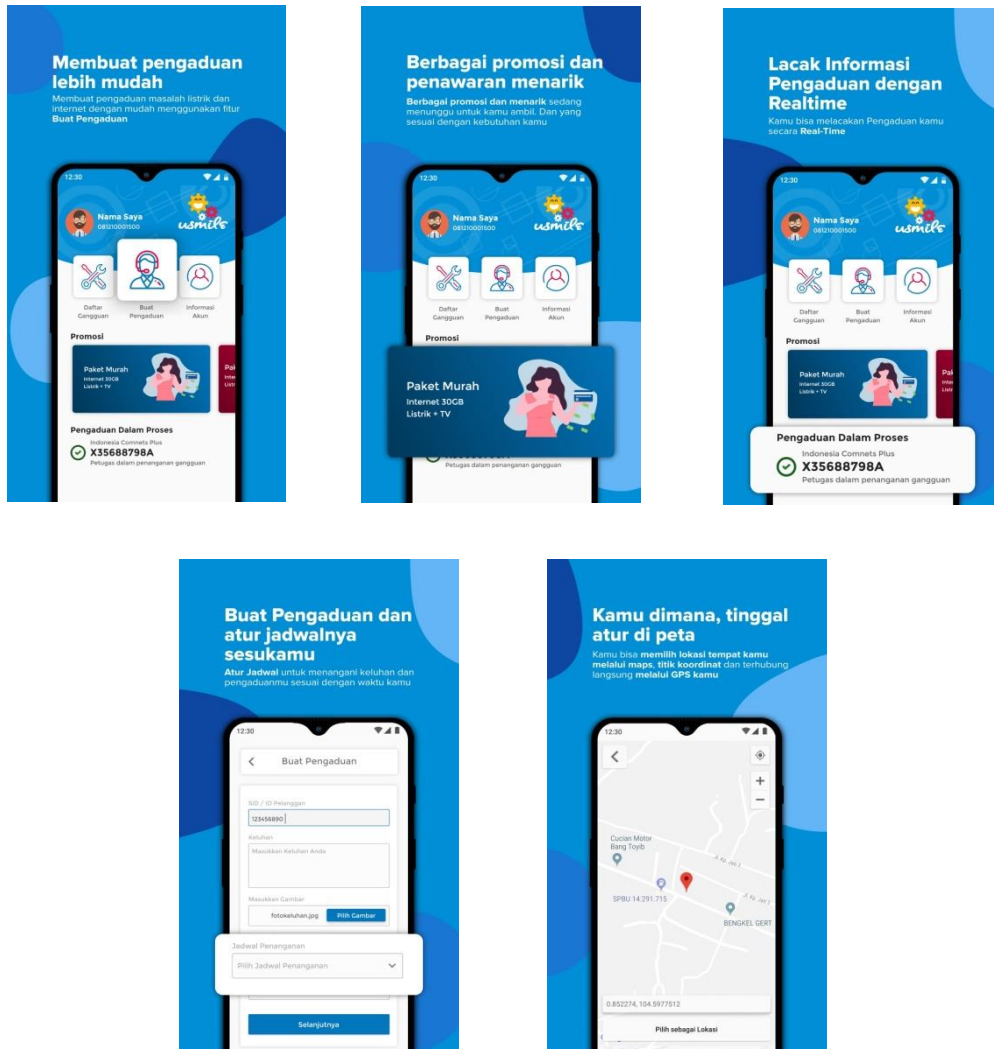 Membuat pengaduan
lebih mudah
Membuat pengaduan masalah listrik dan
internet dengan mudah menggunakan fitur
Buat Pengaduan
12:30
Nama Saya
081210001500
usmils
Daftar
Gangguan
Buat
Pengaduan
Informasi
Akun
Promosi
Paket Murah
Internet 30GB
Listrik + TV
Pengaduan Dalam Proses
Indonesia Comnets Plus
X35688798A
Petugas dalam penanganan gangguan
Berbagai promosi dan
penawaran menarik
Berbagai promosi dan menarik sedang
menunggu untuk kamu ambil. Dan yang
sesuai dengan kebutuhan kamu
12:30
Nama Saya
081210001500
usmils
Daftar
Gangguan
Buat
Pengaduan
Informasi
Akun
Promosi
Paket Murah
Internet 30GB
Listrik + TV
Petugas dalam penanganan gangguan
Lacak Informasi
Pengaduan dengan
Realtime
Kamu bisa melacakan Pengaduan kamu
secara Real-Time
12:30
Nama Saya
081210001500
usmils
Daftar
Gangguan
Buat
Pengaduan
Informasi
Akun
Promosi
Paket Murah
Internet 30GB
Listrik + TV
Pengaduan Dalam Proses
Indonesia Comnets Plus
X35688798A
Petugas dalam penanganan gangguan
Buat Pengaduan dan
atur jadwalnya
sesukamu
Atur Jadwal untuk menangani keluhan dan
pengaduanmu sesuai dengan waktu kamu
12:30
Buat Pengaduan
SID / ID Pelanggan
123456890
Keluhan
Masukkan Keluhan Anda
Masukkan Gambar
fotokeluhan.jpg
Pilih Gambar
Jadwal Penanganan
Pilih Jadwal Penanganan
Selanjutnya
Kamu dimana, tinggal
atur di peta
Kamu bisa memilih lokasi tempat kamu
melalui maps, titik koordinat dan terhubung
langsung melalui GPS kamu
12:30
Cucian Motor
Bang Toyib
SPBU 14.291.715
BENGKEL GERT
0.852274, 104.5977512
Pilih sebagai Lokasi